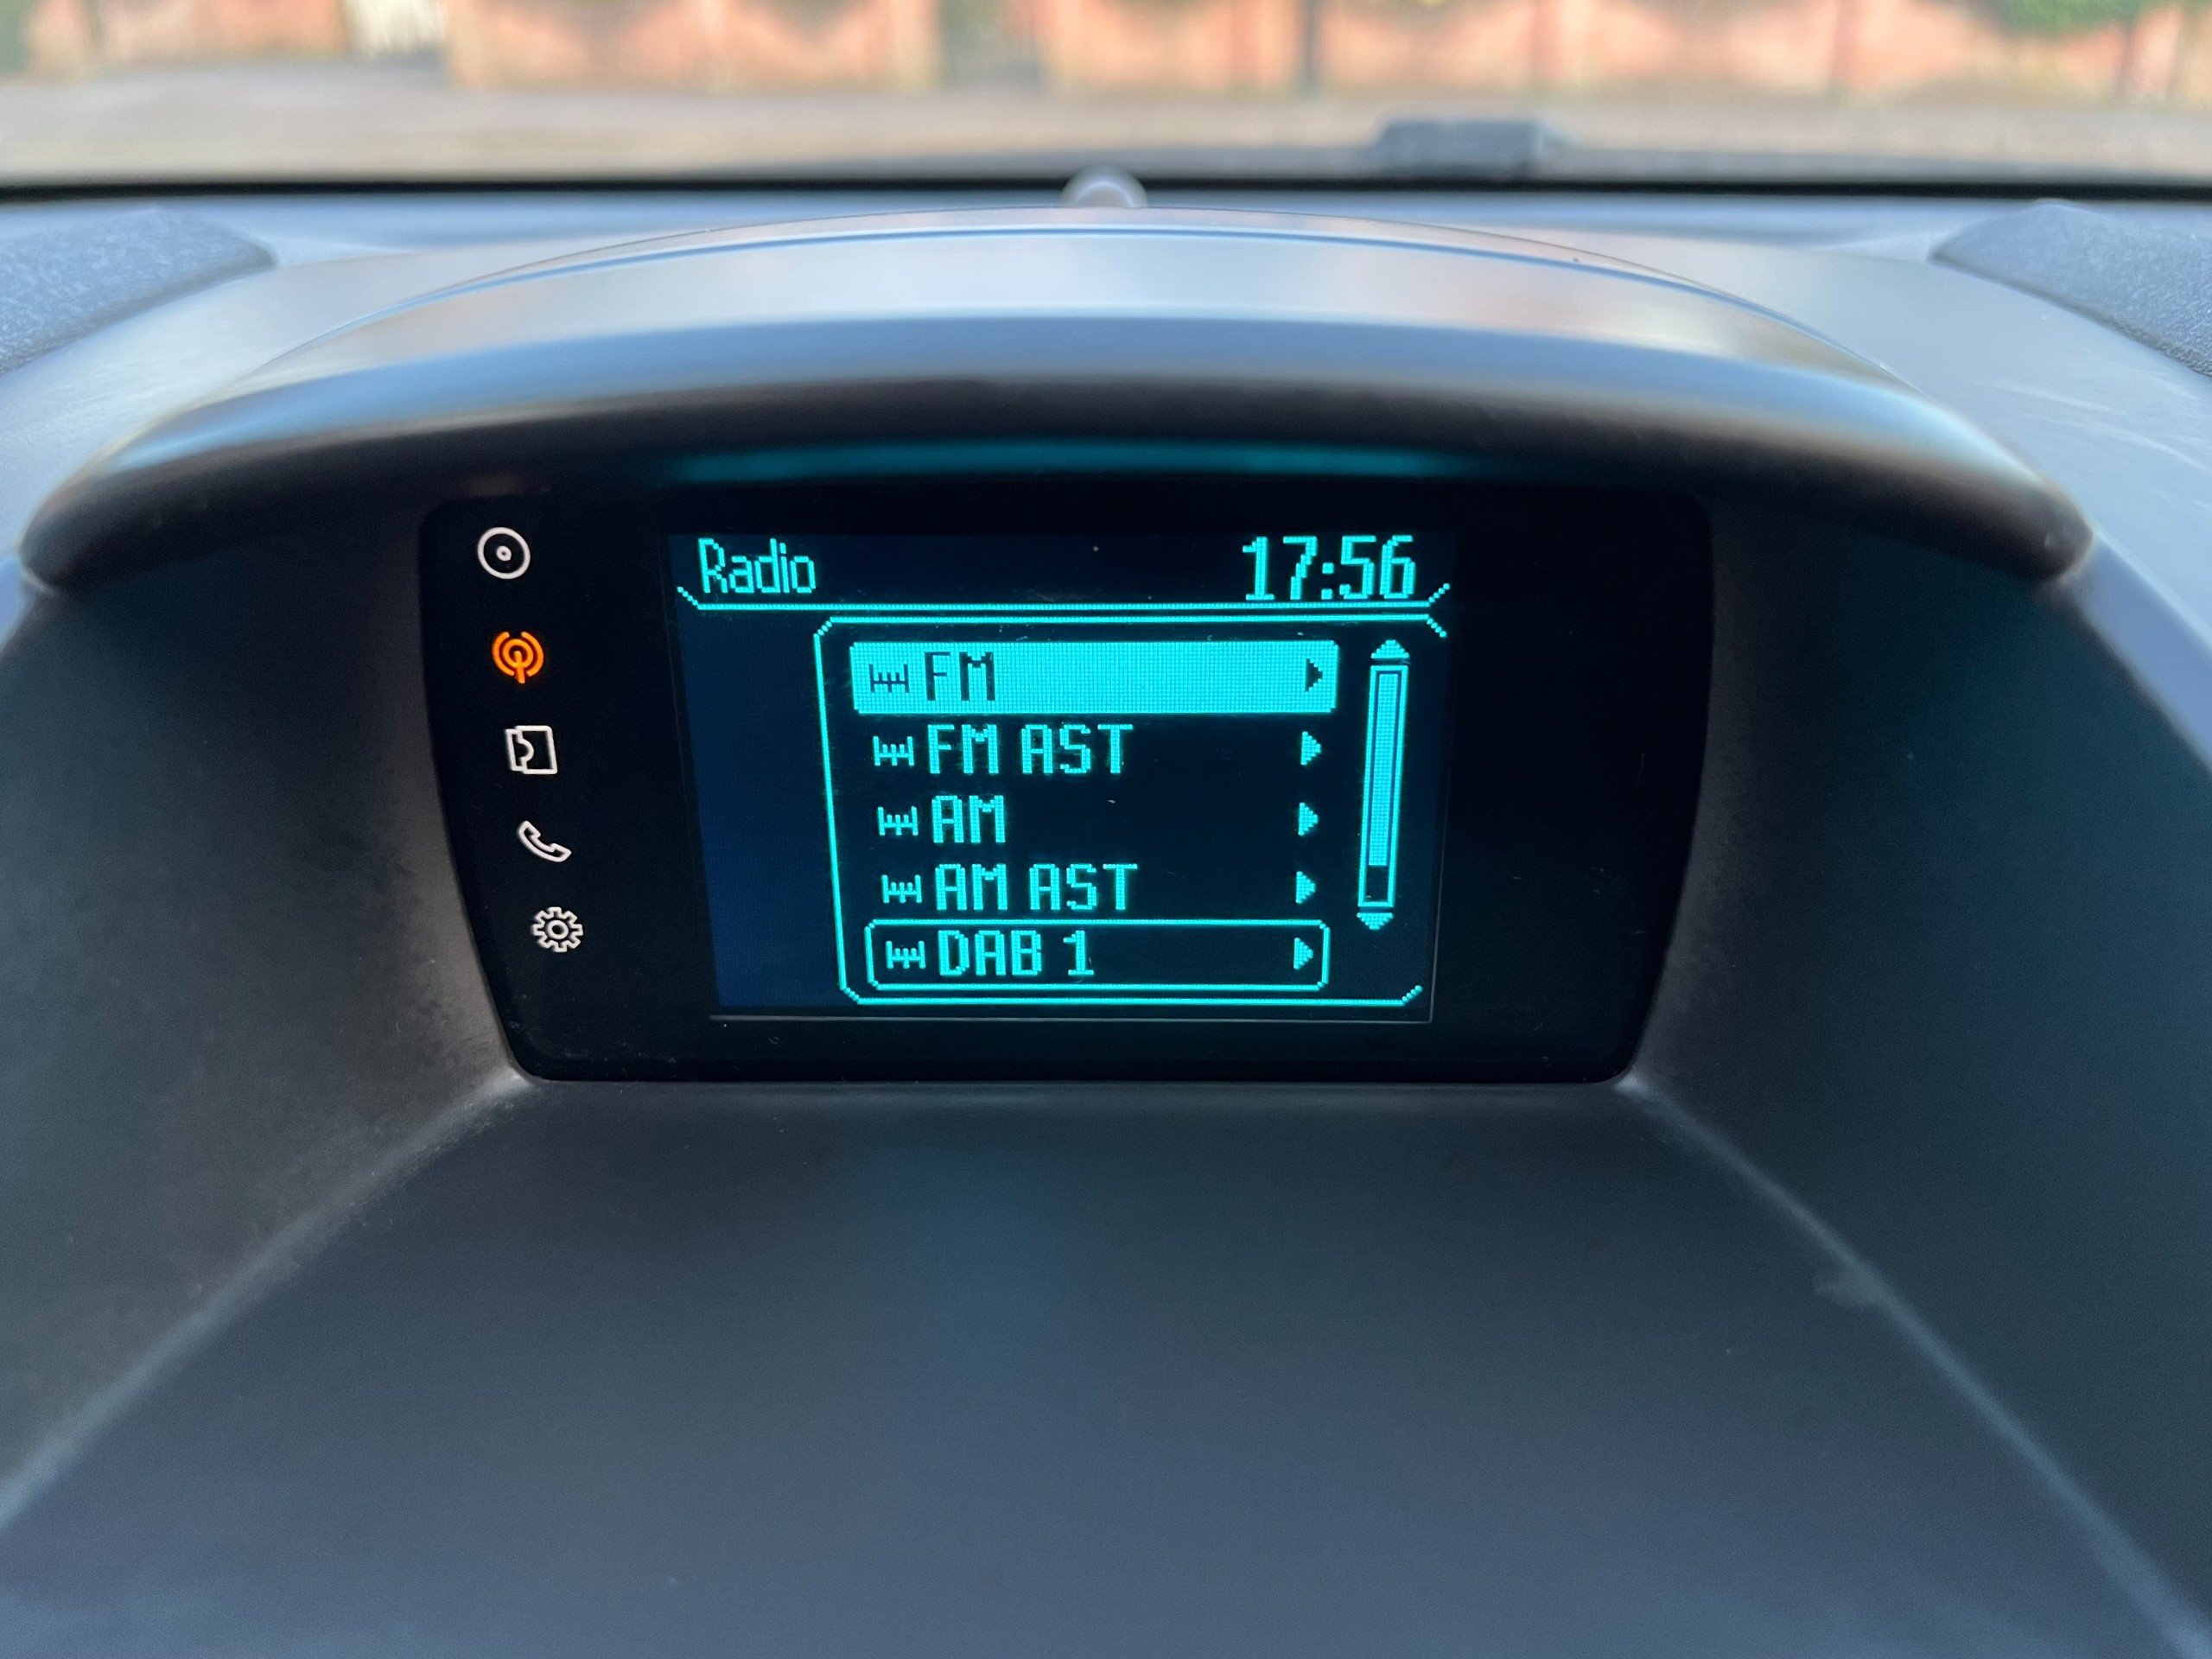 Radio 17:56
FM
FM AST
AM
AM AST
DAB 1